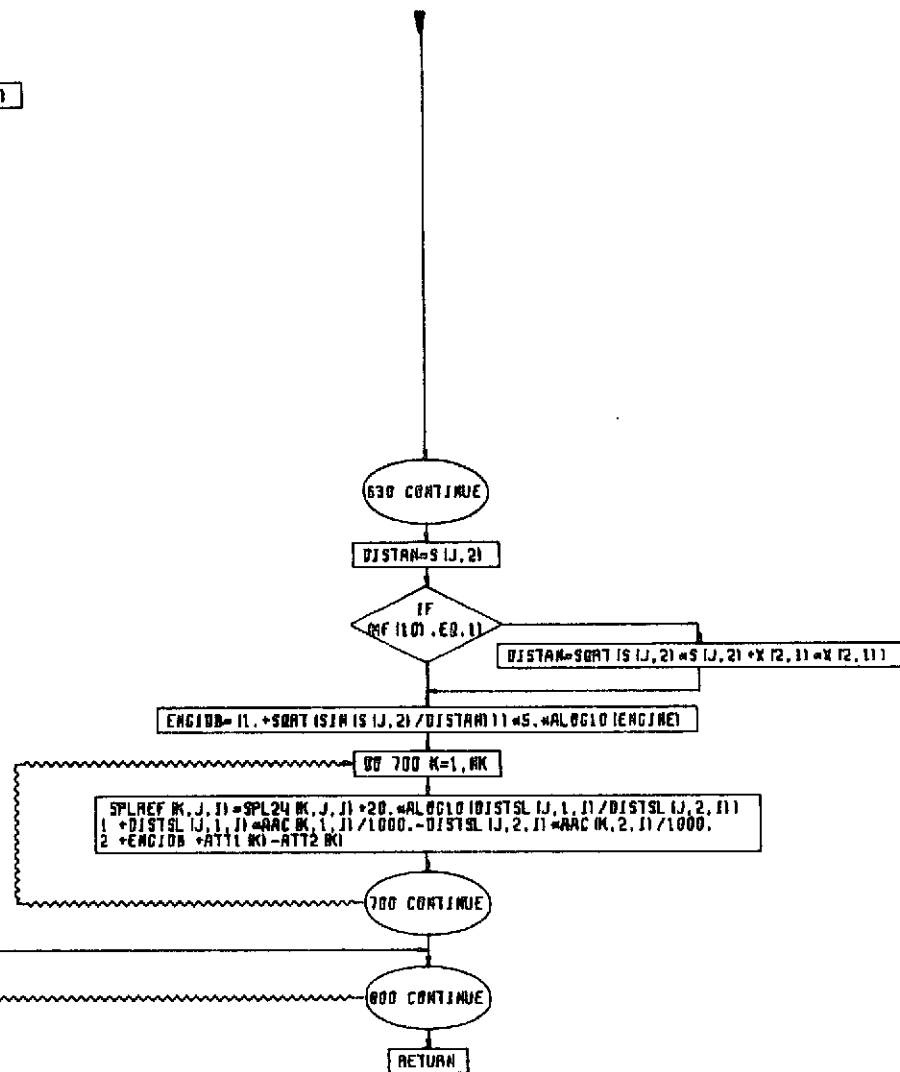 630 CONTINUE
DISTAN=S(J,2)
IF
(MF(10).EQ.1)
DISTAN=SQRT(S(J,2)*S(J,2)+X(2,1)*X(2,1))
ENGIDB=(1.+SQRT(SIN(S(J,2)/DISTAN)))*5.*ALOG10(ENGINE)
DO 700 K=1,NK
SPLREF(K,J,I)=SPL24(K,J,I)+20.*ALOG10(DISTSL(J,1,I)/DISTSL(J,2,I))
1 +DISTSL(J,1,I)*AAC(K,1,I)/1000.-DISTSL(J,2,I)*AAC(K,2,I)/1000.
2 +ENGIDB+ATT1(K)-ATT2(K)
700 CONTINUE
800 CONTINUE
RETURN